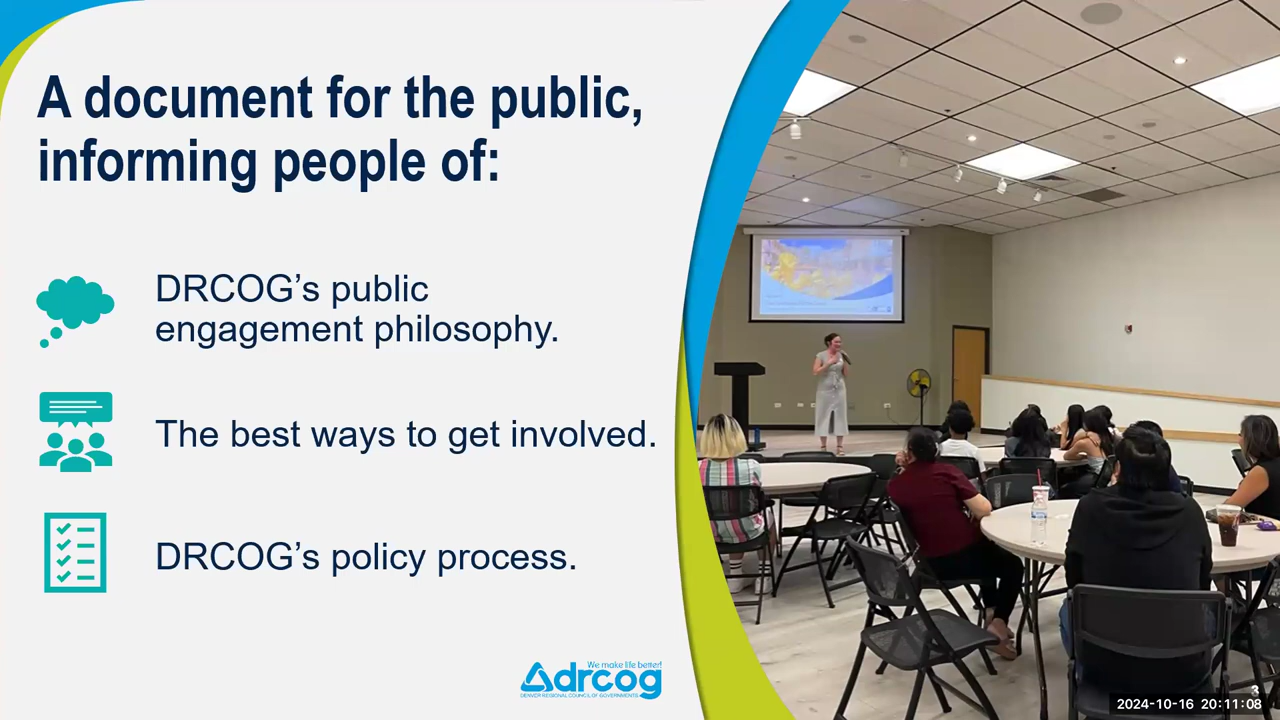 A document for the public,
informing people of:
DRCOG's public
engagement philosophy.
The best ways to get involved.
DRCOG's policy process.
We make life better!
drcog
DENVER REGIONAL COUNCIL OF GOVERNMENTS
3
2024-10-16 20:11:08